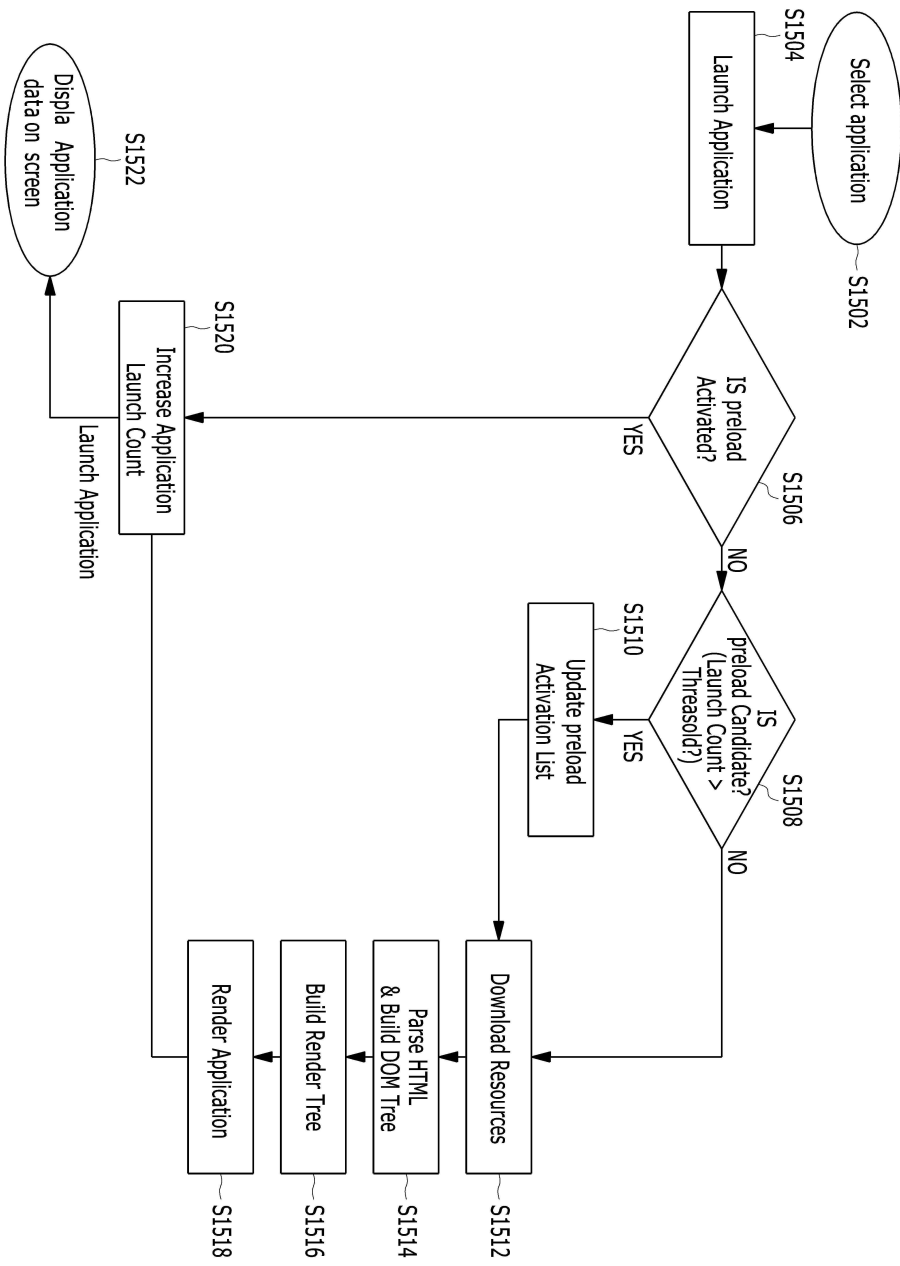 Select application
S1502
S1504
Launch Application
IS preload
Activated?
S1506
YES
NO
IS
preload Candidate?
(Launch Count >
Threasold?)
S1508
YES
NO
S1510
Update preload
Activation List
Download Resources
S1512
Parse HTML
& Build DOM Tree
S1514
Build Render Tree
S1516
Render Application
S1518
S1520
Increase Application
Launch Count
Launch Application
S1522
Displa Application
data on screen